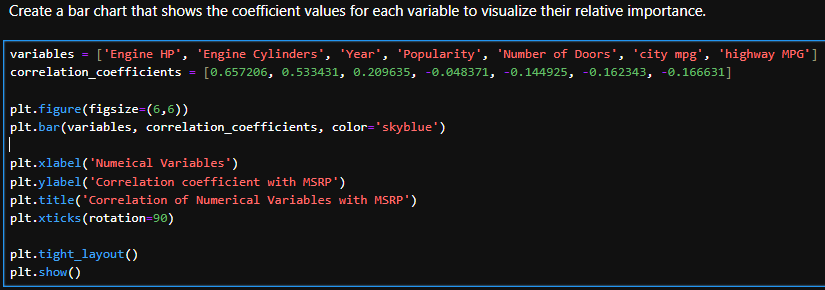 Create a bar chart that shows the coefficient values for each variable to visualize their relative importance.
variables = ['Engine HP', 'Engine Cylinders', 'Year', 'Popularity', 'Number of Doors', 'city mpg', 'highway MPG']
correlation_coefficients = [0.657206, 0.533431, 0.209635, -0.048371, -0.144925, -0.162343, -0.166631]
plt.figure(figsize=(6,6))
plt.bar(variables, correlation_coefficients, color='skyblue')
plt.xlabel('Numeical Variables')
plt.ylabel('Correlation coefficient with MSRP')
plt.title('Correlation of Numerical Variables with MSRP')
plt.xticks(rotation=90)
plt.tight_layout()
plt.show()